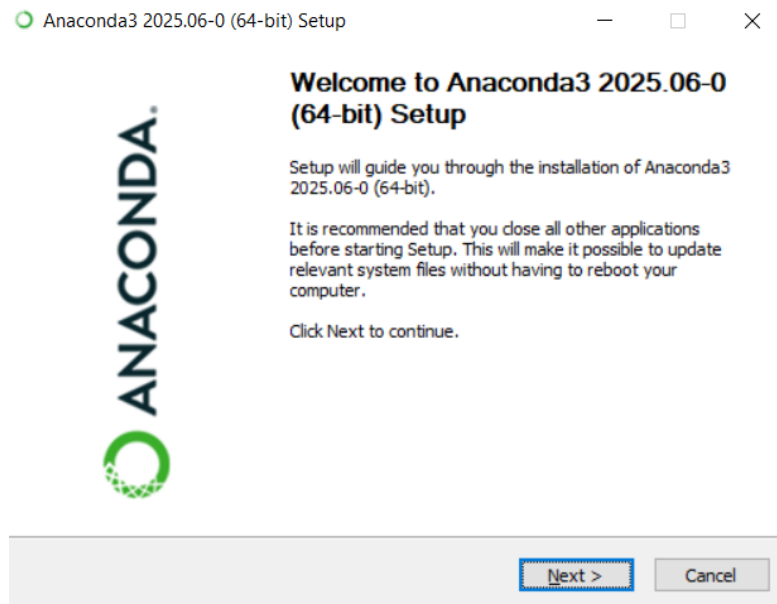 Anaconda3 2025.06-0 (64-bit) Setup
ANACONDA.
Welcome to Anaconda3 2025.06-0
(64-bit) Setup
Setup will guide you through the installation of Anaconda3
2025.06-0 (64-bit).
It is recommended that you close all other applications
before starting Setup. This will make it possible to update
relevant system files without having to reboot your
computer.
Click Next to continue.
Next >
Cancel